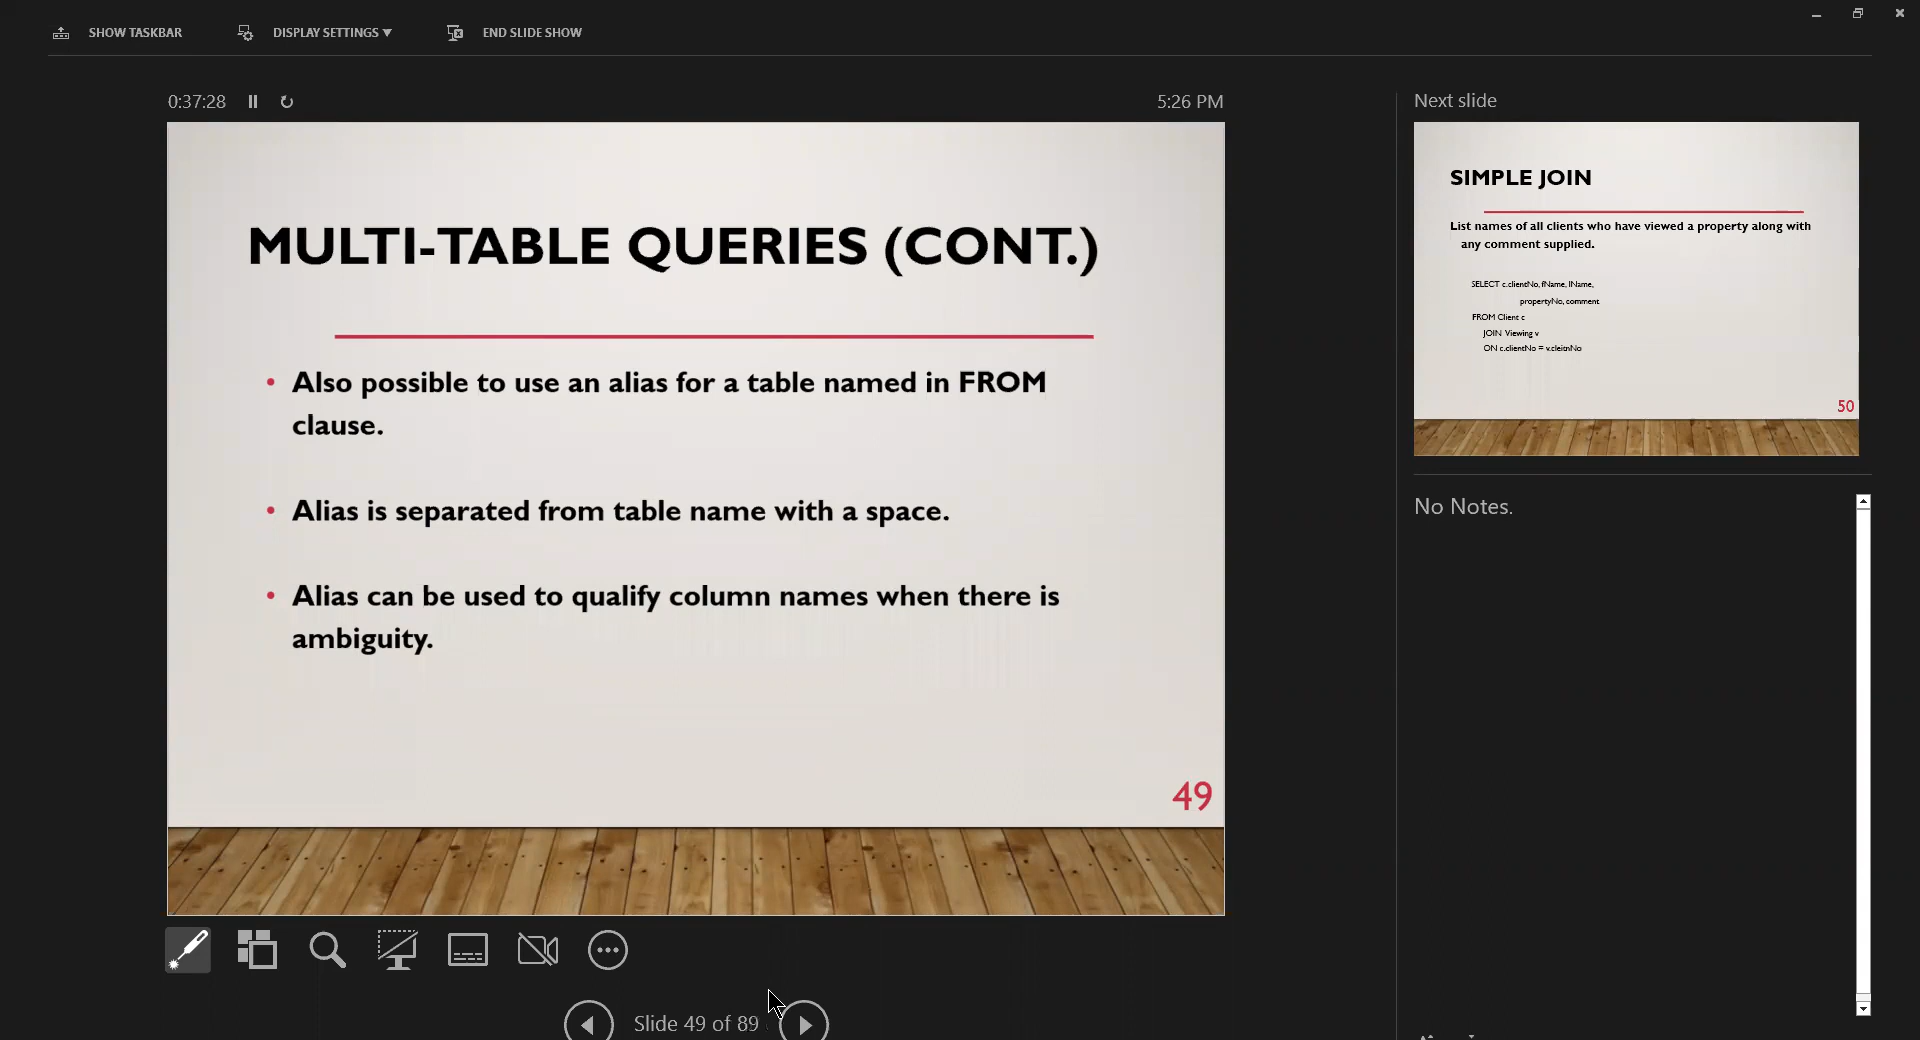 SHOW TASKBAR
DISPLAY SETTINGS ▼
END SLIDE SHOW
0:37:28
5:26 PM
MULTI-TABLE QUERIES (CONT.)
• Also possible to use an alias for a table named in FROM
clause.
• Alias is separated from table name with a space.
• Alias can be used to qualify column names when there is
ambiguity.
49
Slide 49 of 89
Next slide
SIMPLE JOIN
List names of all clients who have viewed a property along with
any comment supplied.
SELECT c.clientNo, fName, lName,
propertyNo, comment
FROM Client c
JOIN Viewing v
ON c.clientNo = v.cleitnNo
50
No Notes.